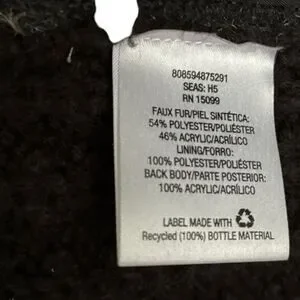 808594875291
SEAS: H5
RN 15099
FAUX FUR/PIEL SINTÉTICA:
54% POLYESTER/POLIÉSTER
46% ACRYLIC/ACRÍLICO
LINING/FORRO:
100% POLYESTER/POLIÉSTER
BACK BODY/PARTE POSTERIOR:
100% ACRYLIC/ACRÍLICO
LABEL MADE WITH
Recycled (100%) BOTTLE MATERIAL